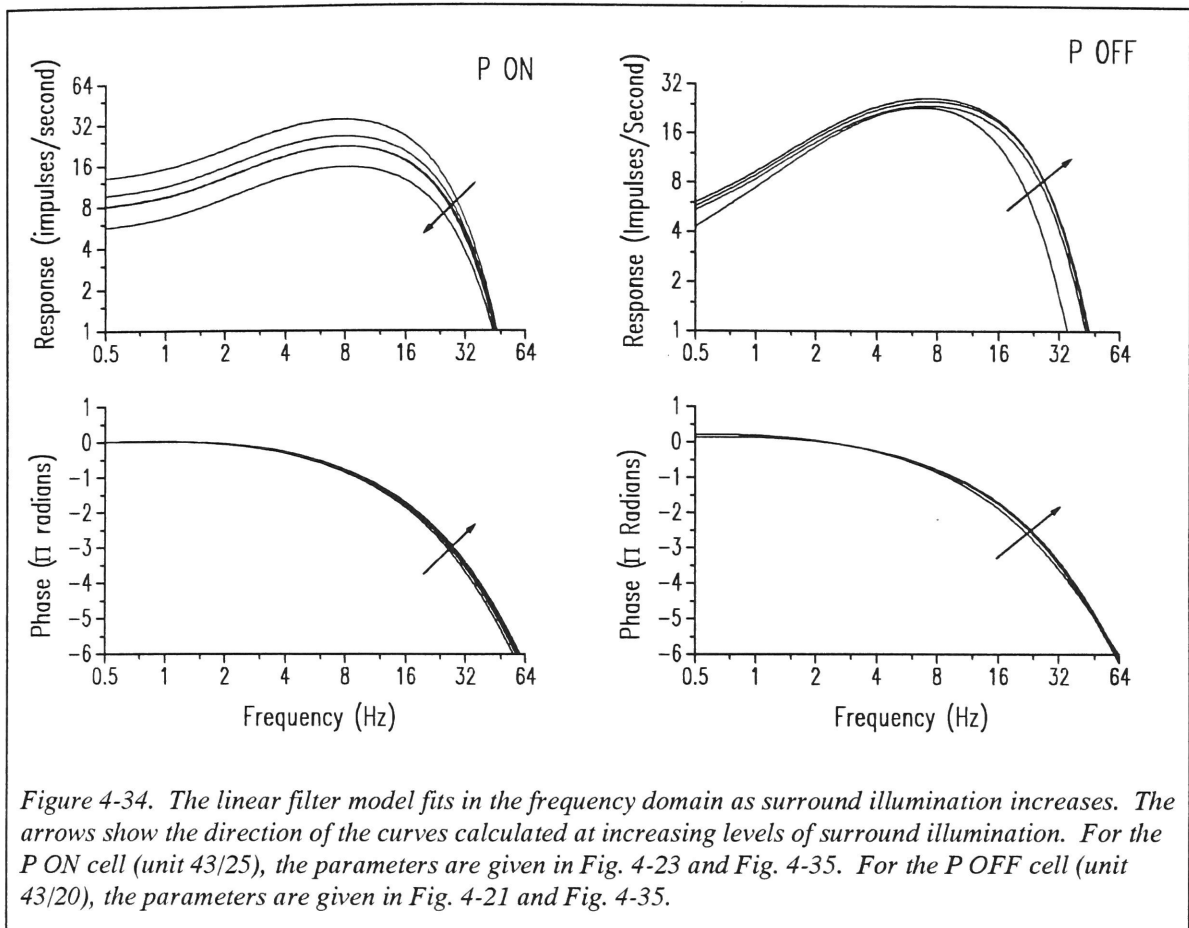 P ON
Response (impulses/second)
64
32
16
8
4
2
1
0.5 1 2 4 8 16 32 64
P OFF
Response (Impulses/Second)
32
16
8
4
2
1
0.5 1 2 4 8 16 32 64
Phase (Π radians)
1
0
-1
-2
-3
-4
-5
-6
0.5 1 2 4 8 16 32 64
Frequency (Hz)
Phase (Π Radians)
1
0
-1
-2
-3
-4
-5
-6
0.5 1 2 4 8 16 32 64
Frequency (Hz)
Figure 4-34. The linear filter model fits in the frequency domain as surround illumination increases. The
arrows show the direction of the curves calculated at increasing levels of surround illumination. For the
P ON cell (unit 43/25), the parameters are given in Fig. 4-23 and Fig. 4-35. For the P OFF cell (unit
43/20), the parameters are given in Fig. 4-21 and Fig. 4-35.